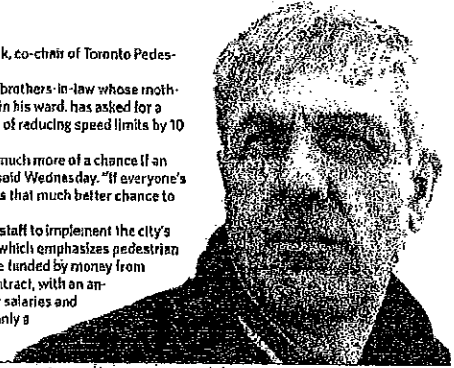 k, co-chair of Toronto Pedes-
brothers-in-law whose moth-
in his ward, has asked for a
of reducing speed limits by 10
much more of a chance if an
said Wednesday. "If everyone's
s that much better chance to
staff to implement the city's
which emphasizes pedestrian
e funded by money from
ntract, with an an-
salaries and
only a